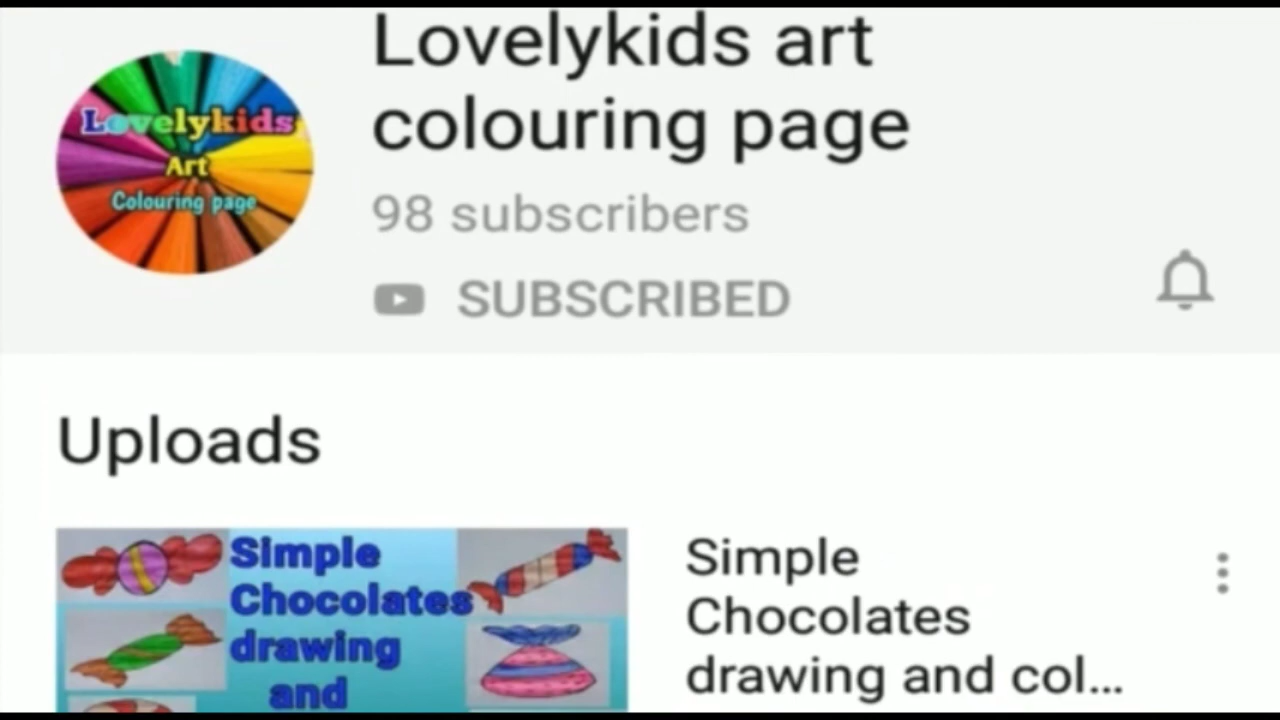 Lovelykids art
colouring page
98 subscribers
SUBSCRIBED
Lovelykids
Art
Colouring page
Uploads
Simple
Chocolates
drawing
and
Simple
Chocolates
drawing and col...